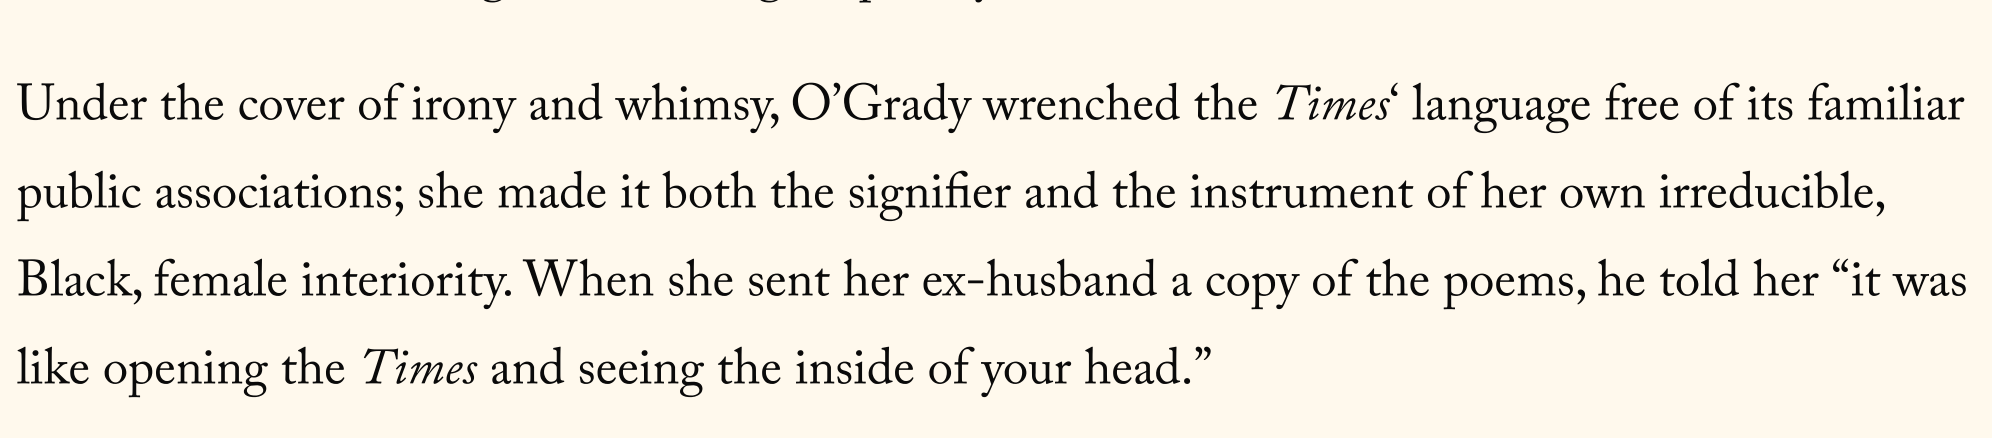 Under the cover of irony and whimsy, O’Grady wrenched the Times‘ language free of its familiar
public associations; she made it both the signifier and the instrument of her own irreducible,
Black, female interiority. When she sent her ex-husband a copy of the poems, he told her “it was
like opening the Times and seeing the inside of your head.”